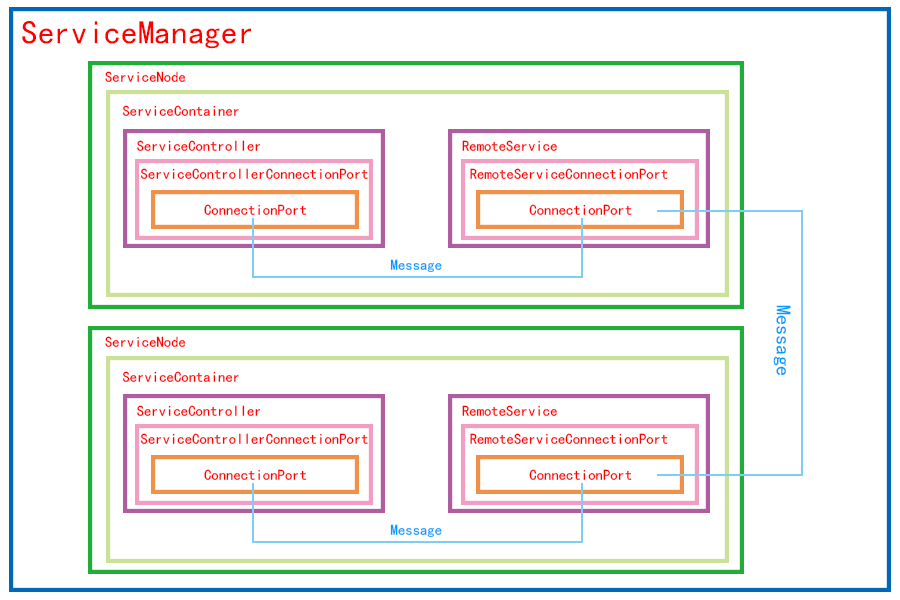 ServiceManager
ServiceNode
ServiceContainer
ServiceController
RemoteService
ServiceControllerConnectionPort
RemoteServiceConnectionPort
ConnectionPort
ConnectionPort
Message
Message
ServiceNode
ServiceContainer
ServiceController
RemoteService
ServiceControllerConnectionPort
RemoteServiceConnectionPort
ConnectionPort
ConnectionPort
Message